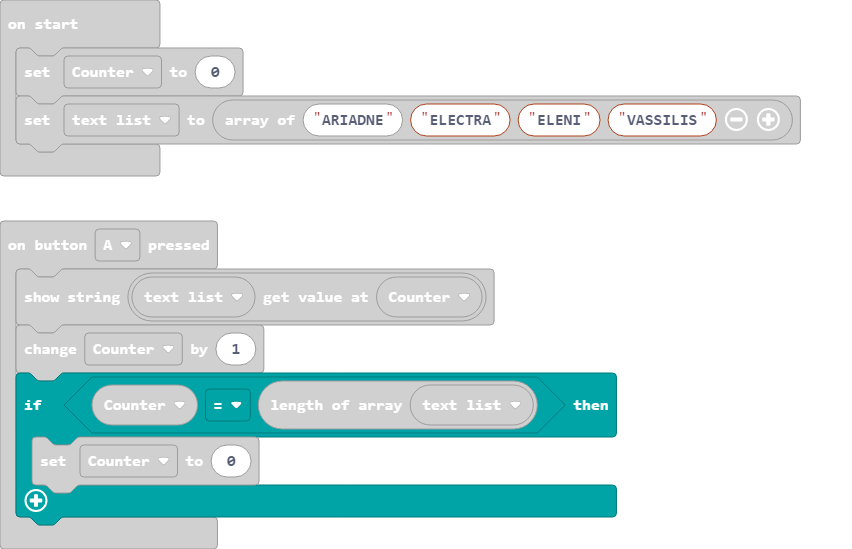 on start
set Counter to 0
set text list to array of "ARIADNE" "ELECTRA" "ELENI" "VASSILIS"
on button A pressed
show string text list get value at Counter
change Counter by 1
if Counter = length of array text list then
set Counter to 0